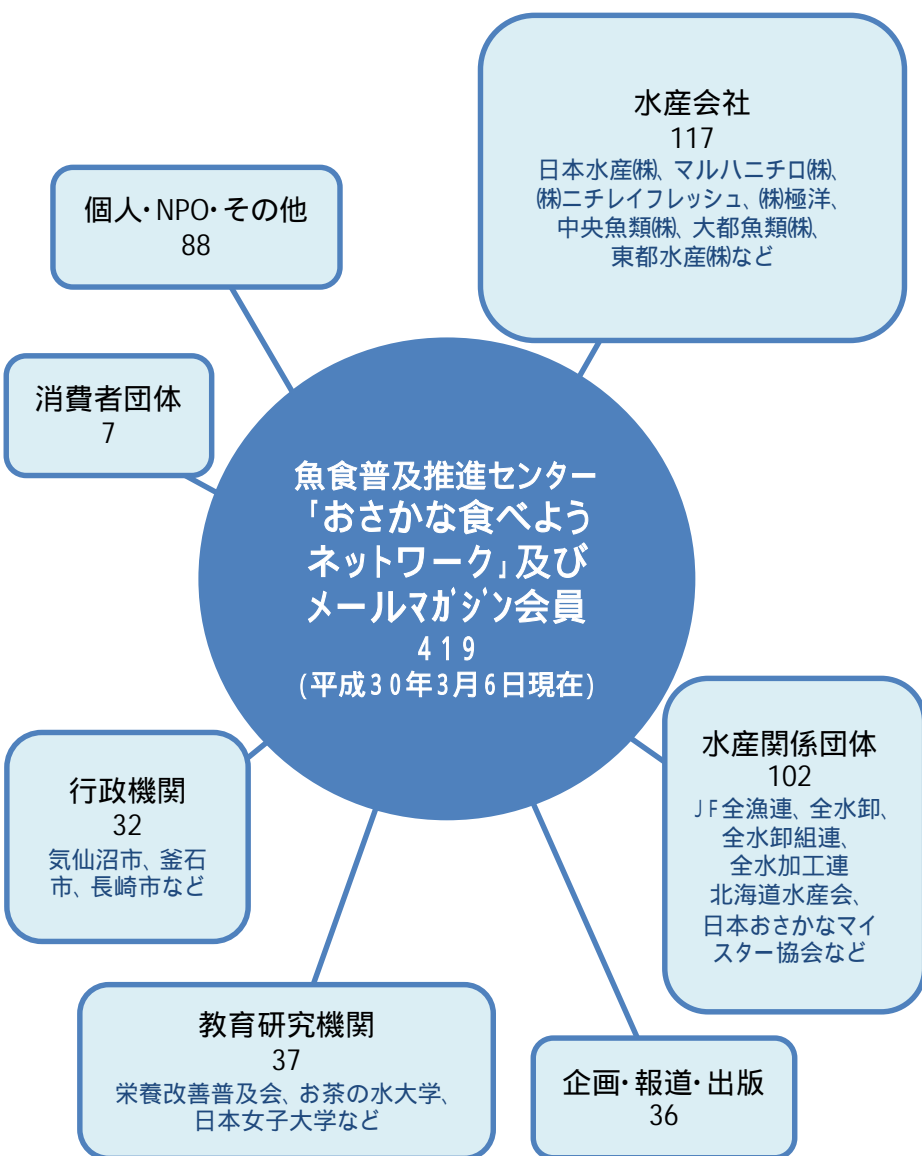 水産会社
117
日本水産㈱、マルハニチロ㈱、
㈱ニチレイフレッシュ、㈱極洋、
中央魚類㈱、大都魚類㈱、
東都水産㈱など
個人・NPO・その他
88
消費者団体
7
魚食普及推進センター
「おさかな食べよう
ネットワーク」及び
メールマガジン会員
419
(平成30年3月6日現在)
水産関係団体
102
JF全漁連、全水卸、
全水卸組連、
全水加工連
北海道水産会、
日本おさかなマイ
スター協会など
行政機関
32
気仙沼市、釜石
市、長崎市など
教育研究機関
37
栄養改善普及会、お茶の水大学、
日本女子大学など
企画・報道・出版
36